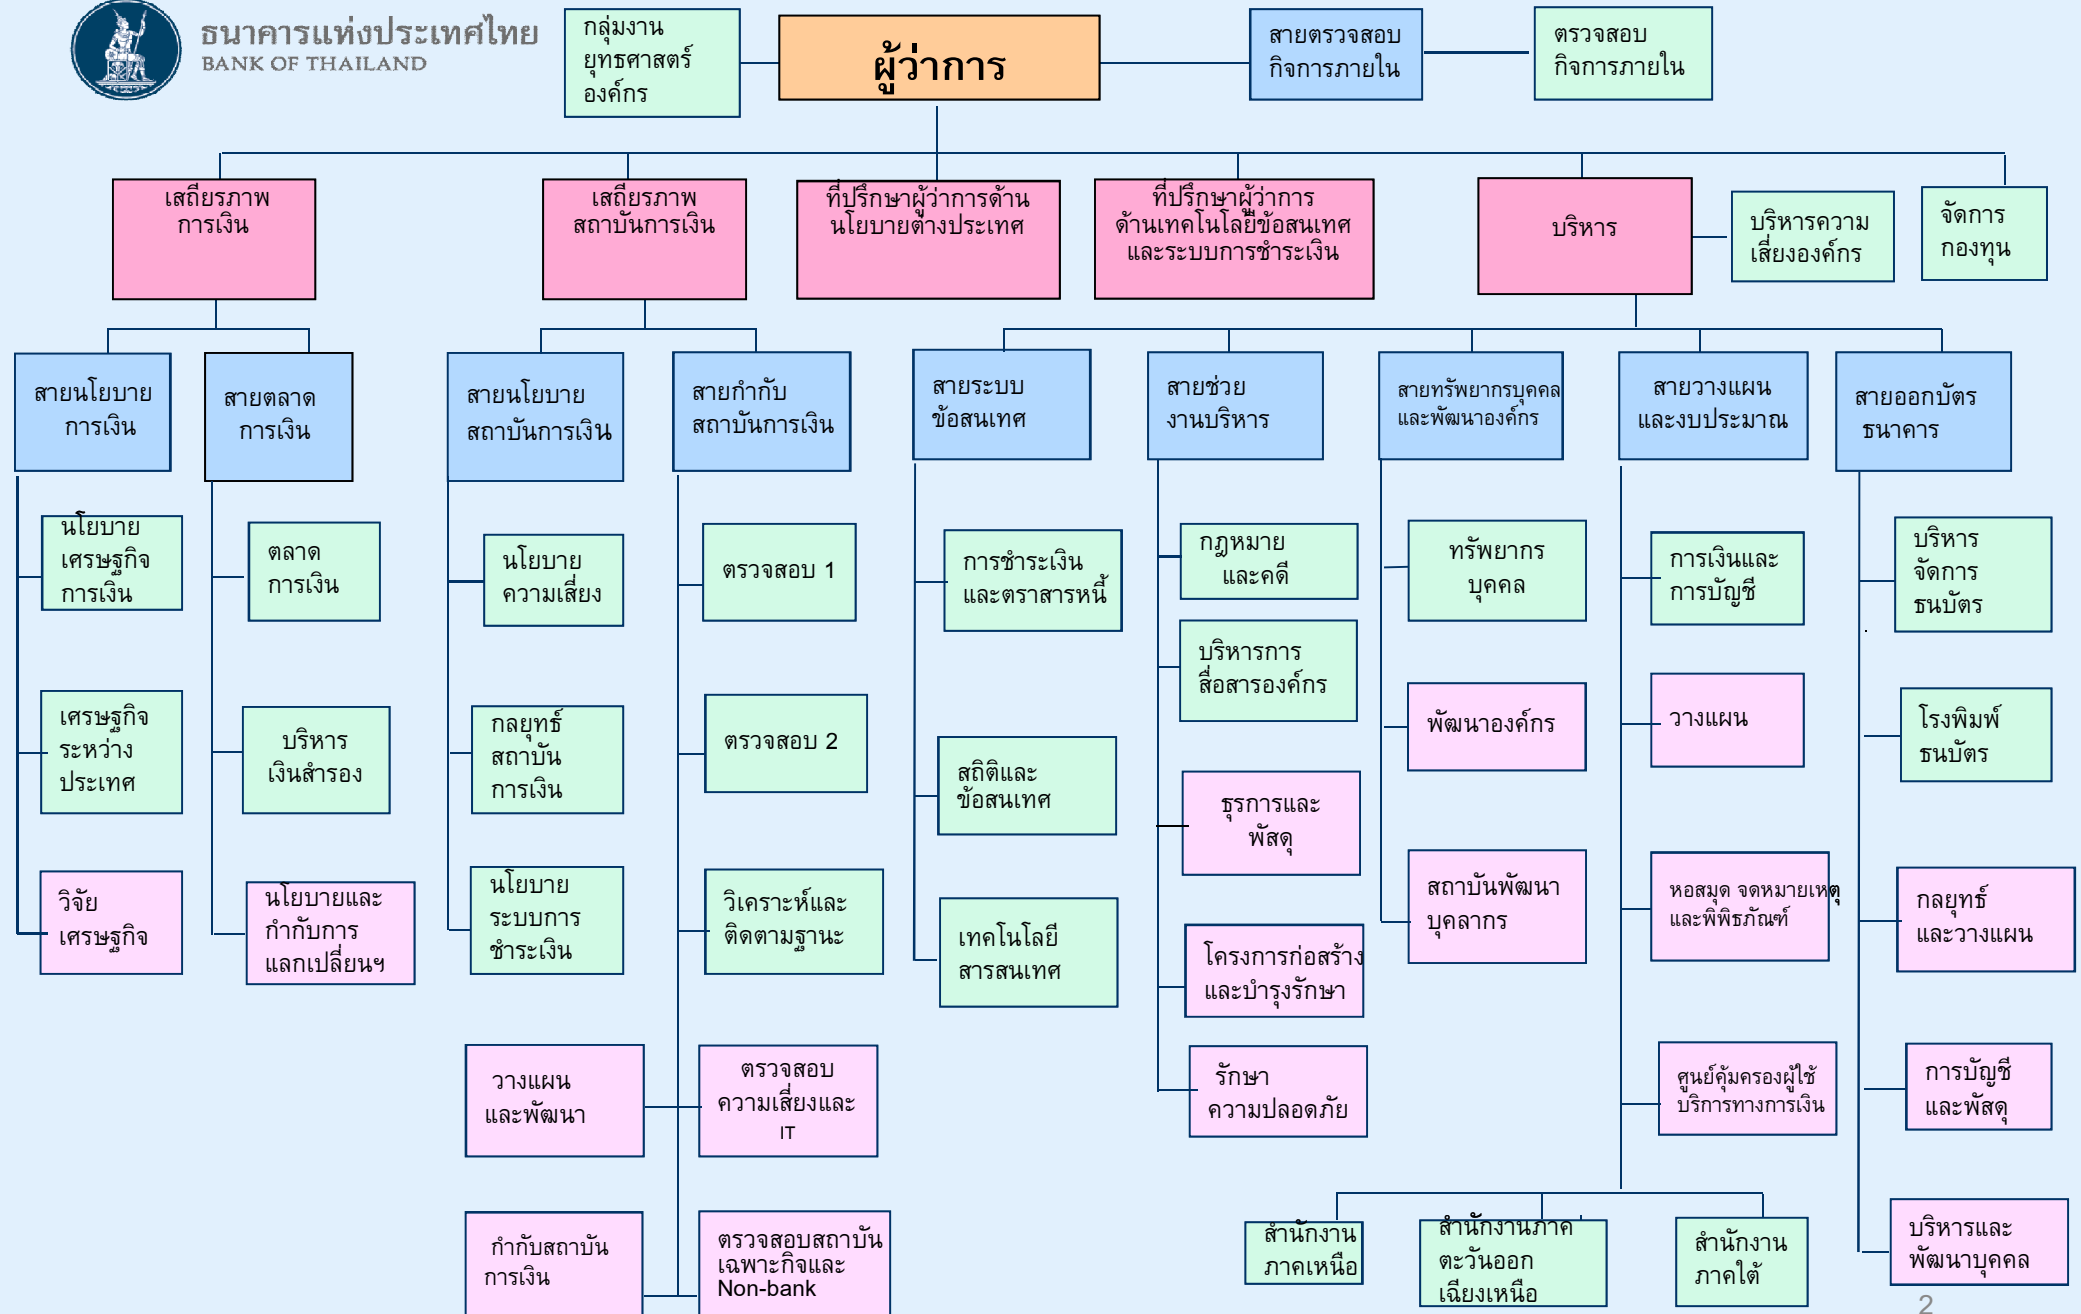 ธนาคารแห่งประเทศไทย
BANK OF THAILAND
กลุ่มงาน
ยุทธศาสตร์
องค์กร
ผู้ว่าการ
สายตรวจสอบ
กิจการภายใน
ตรวจสอบ
กิจการภายใน
เสถียรภาพ
การเงิน
เสถียรภาพ
สถาบันการเงิน
ที่ปรึกษาผู้ว่าการด้าน
นโยบายต่างประเทศ
ที่ปรึกษาผู้ว่าการ
ด้านเทคโนโลยีข้อสนเทศ
และระบบการชำระเงิน
บริหาร
บริหารความ
เสี่ยงองค์กร
จัดการ
กองทุน
สายนโยบาย
การเงิน
สายตลาด
การเงิน
สายนโยบาย
สถาบันการเงิน
สายกำกับ
สถาบันการเงิน
สายระบบ
ข้อสนเทศ
สายช่วย
งานบริหาร
สายทรัพยากรบุคคล
และพัฒนาองค์กร
สายวางแผน
และงบประมาณ
สายออกบัตร
ธนาคาร
นโยบาย
เศรษฐกิจ
การเงิน
ตลาด
การเงิน
นโยบาย
ความเสี่ยง
ตรวจสอบ 1
การชำระเงิน
และตราสารหนี้
กฎหมาย
และคดี
ทรัพยากร
บุคคล
การเงินและ
การบัญชี
บริหาร
จัดการ
ธนบัตร
บริหารการ
สื่อสารองค์กร
เศรษฐกิจ
ระหว่าง
ประเทศ
บริหาร
เงินสำรอง
กลยุทธ์
สถาบัน
การเงิน
ตรวจสอบ 2
สถิติและ
ข้อสนเทศ
ธุรการและ
พัสดุ
พัฒนาองค์กร
วางแผน
โรงพิมพ์
ธนบัตร
วิจัย
เศรษฐกิจ
นโยบายและ
กำกับการ
แลกเปลี่ยนฯ
นโยบาย
ระบบการ
ชำระเงิน
วิเคราะห์และ
ติดตามฐานะ
เทคโนโลยี
สารสนเทศ
โครงการก่อสร้าง
และบำรุงรักษา
สถาบันพัฒนา
บุคลากร
หอสมุด จดหมายเหตุ
และพิพิธภัณฑ์
กลยุทธ์
และวางแผน
วางแผน
และพัฒนา
ตรวจสอบ
ความเสี่ยงและ
IT
รักษา
ความปลอดภัย
ศูนย์คุ้มครองผู้ใช้
บริการทางการเงิน
การบัญชี
และพัสดุ
กำกับสถาบัน
การเงิน
ตรวจสอบสถาบัน
เฉพาะกิจและ
Non-bank
สำนักงาน
ภาคเหนือ
สำนักงานภาค
ตะวันออก
เฉียงเหนือ
สำนักงาน
ภาคใต้
บริหารและ
พัฒนาบุคคล
2